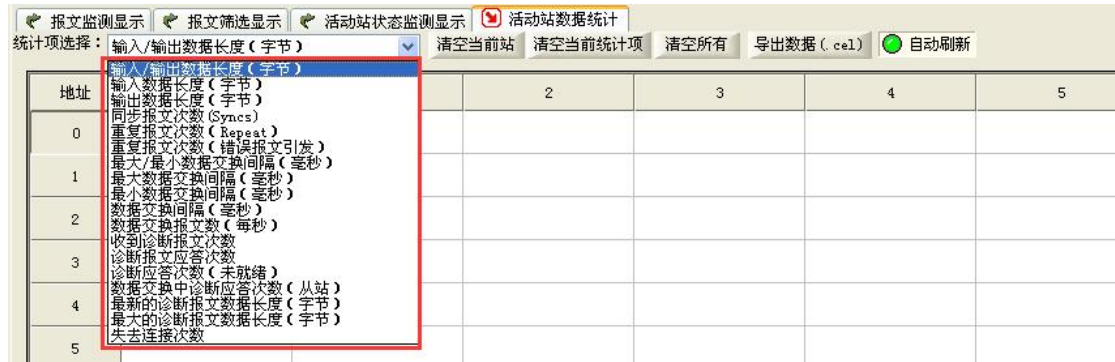 报文监测显示 报文筛选显示 活动站状态监测显示 活动站数据统计
统计项选择： 输入/输出数据长度(字节) 清空当前站 清空当前统计项 清空所有 导出数据(.cel) 自动刷新
输入/输出数据长度(字节)
输入数据长度(字节)
输出数据长度(字节)
同步报文次数(Syncs)
重复报文次数(Repeat)
重复报文次数(错误报文引发)
最大/最小数据交换间隔(毫秒)
最大数据交换间隔(毫秒)
最小数据交换间隔(毫秒)
数据交换间隔(毫秒)
数据交换报文数(每秒)
收到诊断报文次数
诊断报文应答次数
诊断应答次数(未就绪)
数据交换中诊断应答次数(从站)
最新的诊断报文数据长度(字节)
最大的诊断报文数据长度(字节)
失去连接次数
地址 2 3 4 5
0
1
2
3
4
5